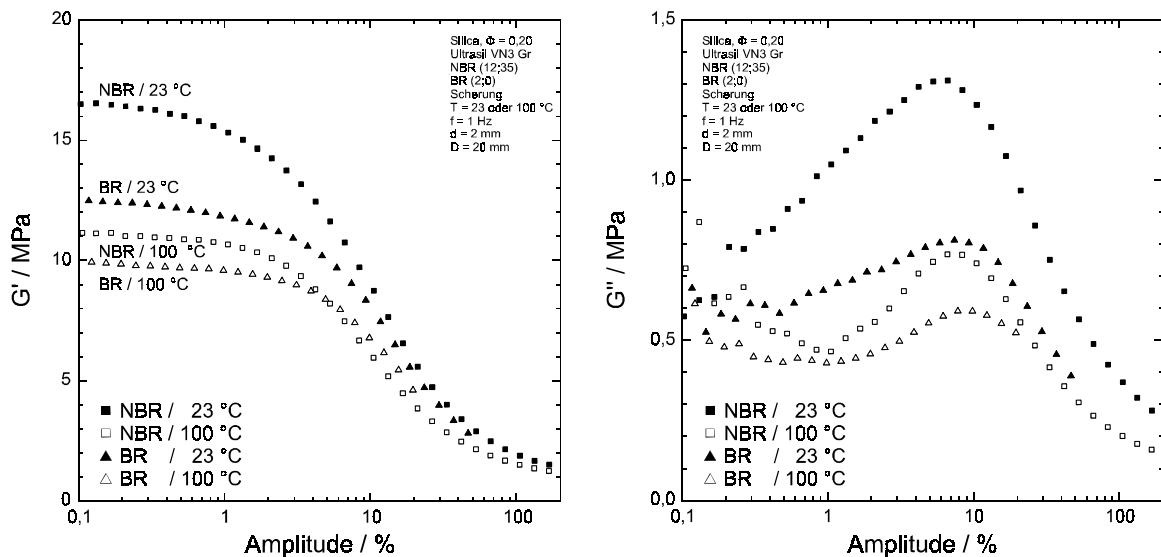 20
15
10
5
0
G' / MPa
0,1
1
10
100
Amplitude / %
Silica, Φ = 0,20
Ultrasil VN3 Gr
NBR (12;35)
BR (2;0)
Scherung
T = 23 oder 100 °C
f = 1 Hz
d = 2 mm
D = 20 mm
NBR / 23 °C
BR / 23 °C
NBR / 100 °C
BR / 100 °C
NBR / 23 °C
NBR / 100 °C
BR / 23 °C
BR / 100 °C
1,5
1,0
0,5
0,0
G'' / MPa
0,1
1
10
100
Amplitude / %
Silica, Φ = 0,20
Ultrasil VN3 Gr
NBR (12;35)
BR (2;0)
Scherung
T = 23 oder 100 °C
f = 1 Hz
d = 2 mm
D = 20 mm
NBR / 23 °C
NBR / 100 °C
BR / 23 °C
BR / 100 °C